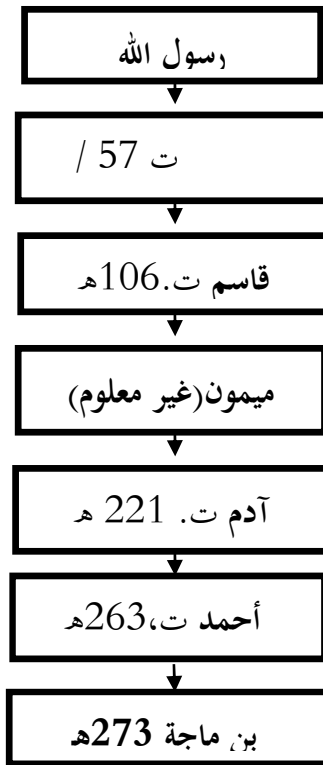 رسول الله
ت 57 /
قاسم ت.106هـ
ميمون(غير معلوم)
آدم ت. 221 هـ
أحمد ت،263هـ
بن ماجة 273هـ